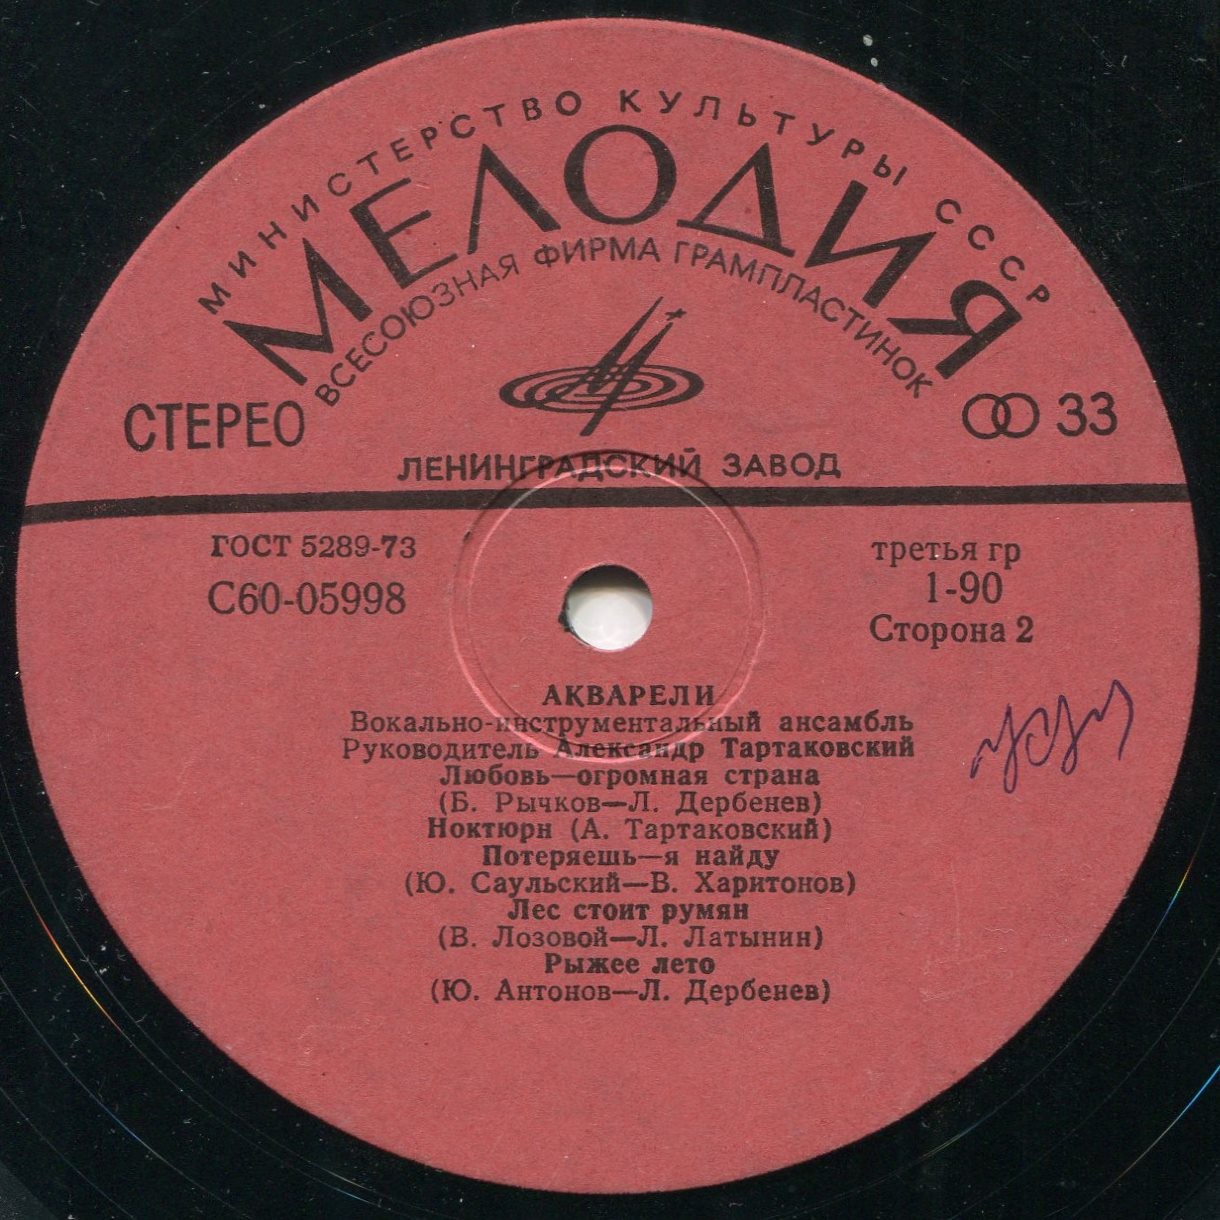 МИНИСТЕРСТВО КУЛЬТУРЫ СССР
МЕЛОДИЯ
ВСЕСОЮЗНАЯ ФИРМА ГРАМПЛАСТИНОК
СТЕРЕО
33
ЛЕНИНГРАДСКИЙ ЗАВОД
ГОСТ 5289-73
С60-05998
третья гр
1-90
Сторона 2
АКВАРЕЛИ
Вокально-инструментальный ансамбль
Руководитель Александр Тартаковский
Любовь—огромная страна
(Б. Рычков—Л. Дербенев)
Ноктюрн (А. Тартаковский)
Потеряешь—я найду
(Ю. Саульский—В. Харитонов)
Лес стоит румян
(В. Лозовой—Л. Латынин)
Рыжее лето
(Ю. Антонов—Л. Дербенев)